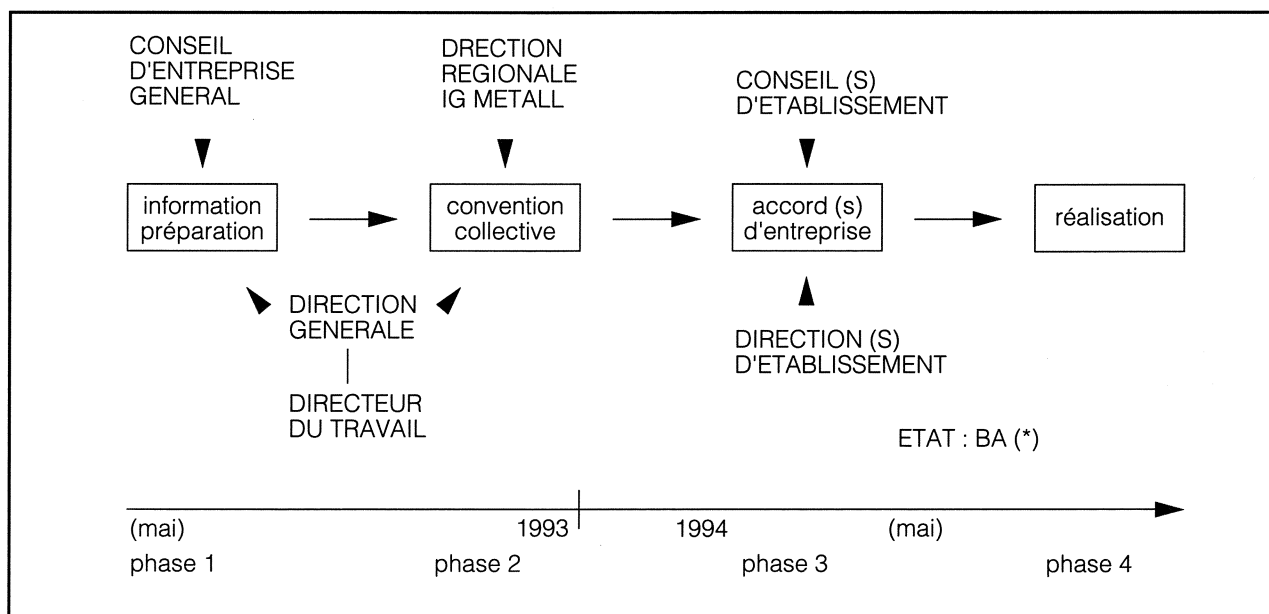 CONSEIL
D'ENTREPRISE
GENERAL
DRECTION
REGIONALE
IG METALL
CONSEIL (S)
D'ETABLISSEMENT
information
préparation
convention
collective
accord (s)
d'entreprise
réalisation
DIRECTION
GENERALE
DIRECTEUR
DU TRAVAIL
DIRECTION (S)
D'ETABLISSEMENT
ETAT : BA (*)
(mai) 1993 1994 (mai)
phase 1 phase 2 phase 3 phase 4